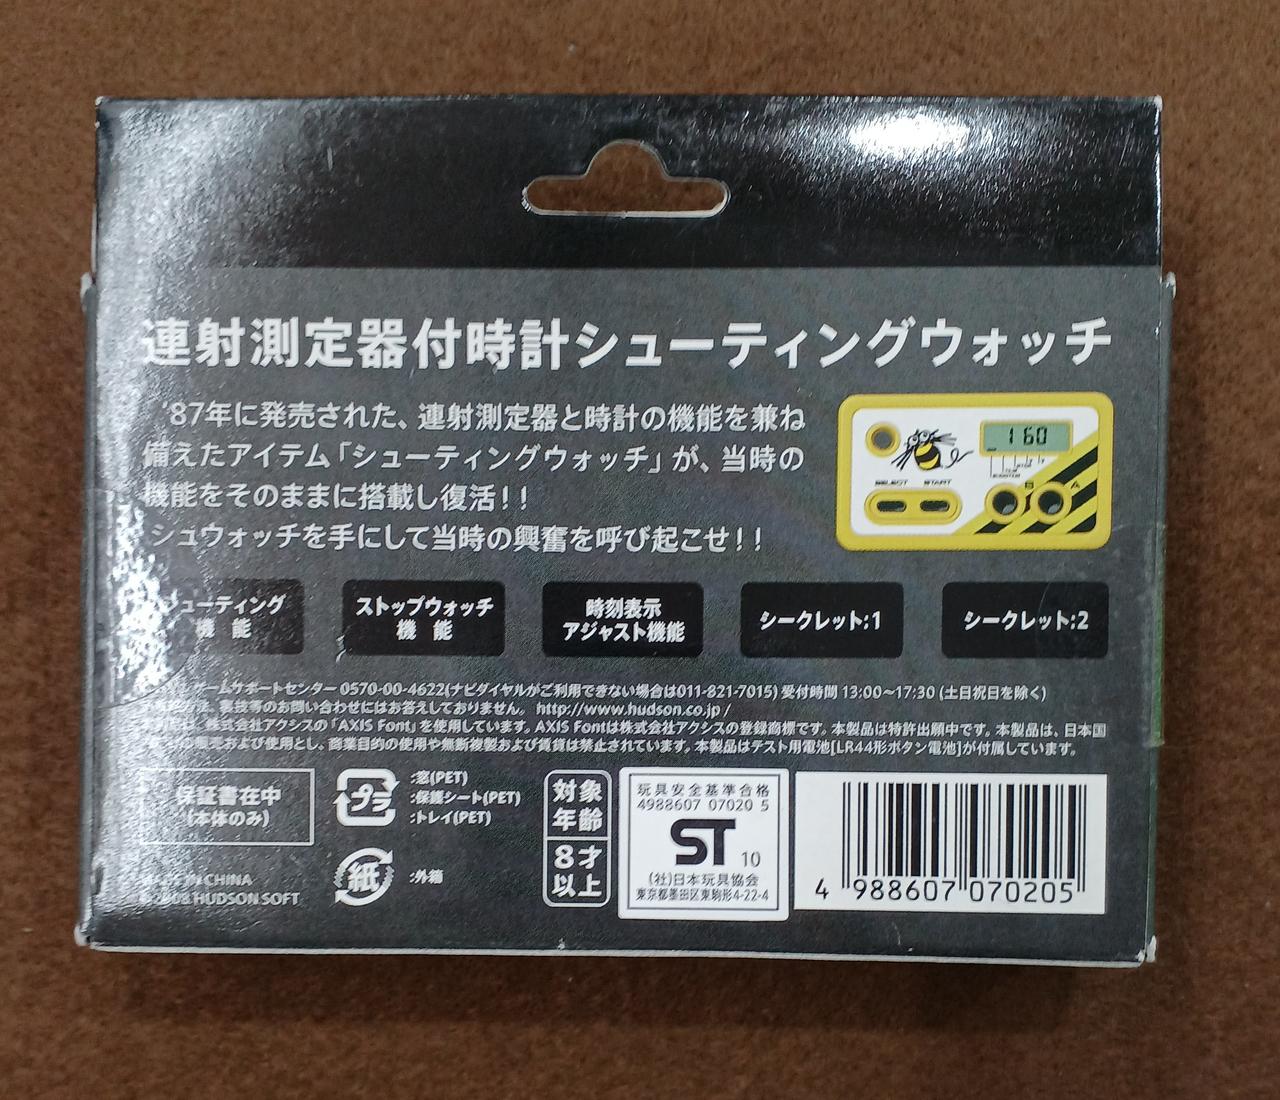 連射測定器付時計シューティングウォッチ
'87年に発売された、連射測定器と時計の機能を兼ね
備えたアイテム「シューティングウォッチ」が、当時の
機能をそのままに搭載し復活!!
シュウォッチを手にして当時の興奮を呼び起こせ!!
160
SELECT START
B A
シューティング
機 能
ストップウォッチ
機 能
時刻表示
アジャスト機能
シークレット:1
シークレット:2
ゲームサポートセンター 0570-00-4622(ナビダイヤルがご利用できない場合は011-821-7015) 受付時間 13:00~17:30 (土日祝日を除く)
裏技等のお問い合わせにはお答えしておりません。 http://www.hudson.co.jp /
株式会社アクシスの「AXIS Font」を使用しています。AXIS Fontは株式会社アクシスの登録商標です。本製品は特許出願中です。本製品は、日本国
販売および使用とし、商業目的の使用や無断複製および賃貸は禁止されています。本製品はテスト用電池[LR44形ボタン電池]が付属しています。
保証書在中
(本体のみ)
IN CHINA
HUDSON SOFT
プラ
:窓(PET)
:保護シート(PET)
:トレイ(PET)
紙
:外箱
対象
年齢
8才
以上
玩具安全基準合格
4988607 07020 5
ST 10
(社)日本玩具協会
東京都墨田区東駒形4-22-4
4 988607 070205